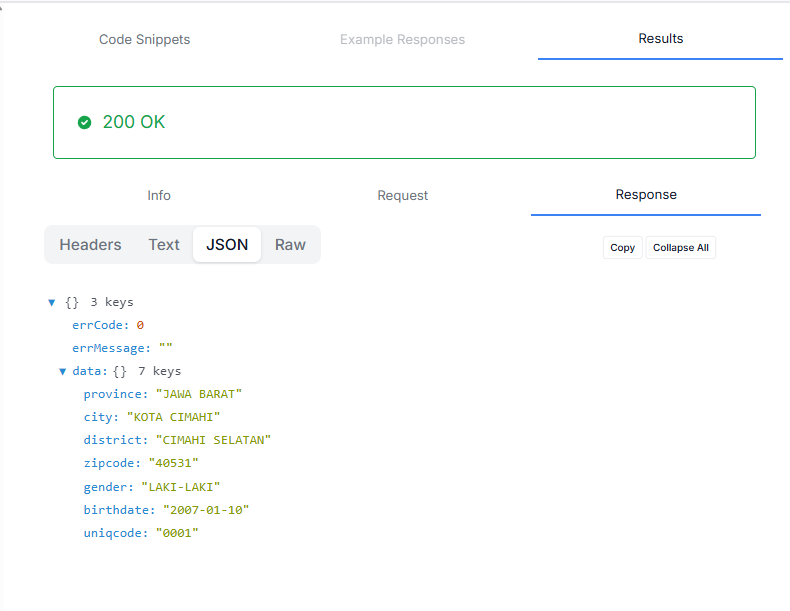 Code Snippets
Example Responses
Results
200 OK
Info
Request
Response
Headers
Text
JSON
Raw
Copy
Collapse All
{} 3 keys
errCode: 0
errMessage: ""
data: {} 7 keys
province: "JAWA BARAT"
city: "KOTA CIMAHI"
district: "CIMAHI SELATAN"
zipcode: "40531"
gender: "LAKI-LAKI"
birthdate: "2007-01-10"
uniqcode: "0001"